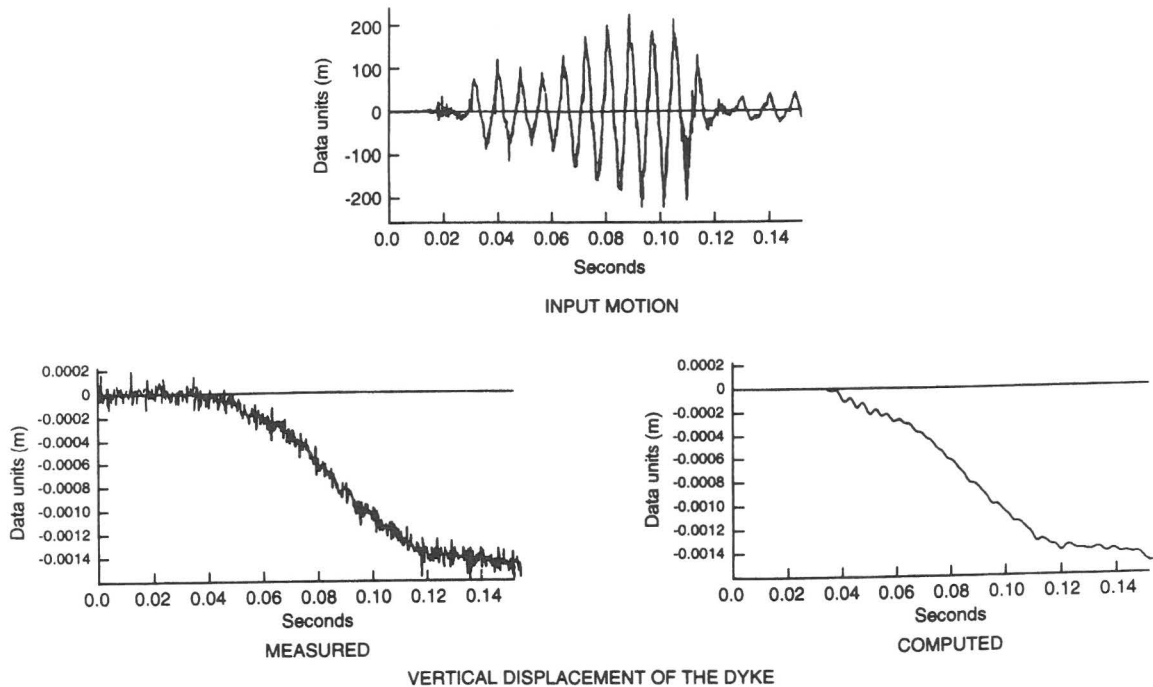 Data units (m)
200
100
0
-100
-200
0.0 0.02 0.04 0.06 0.08 0.10 0.12 0.14
Seconds
INPUT MOTION
Data units (m)
0.0002
0
-0.0002
-0.0004
-0.0006
-0.0008
-0.0010
-0.0012
-0.0014
0.0 0.02 0.04 0.06 0.08 0.10 0.12 0.14
Seconds
MEASURED
Data units (m)
0.0002
0
-0.0002
-0.0004
-0.0006
-0.0008
-0.0010
-0.0012
-0.0014
0.0 0.02 0.04 0.06 0.08 0.10 0.12 0.14
Seconds
COMPUTED
VERTICAL DISPLACEMENT OF THE DYKE